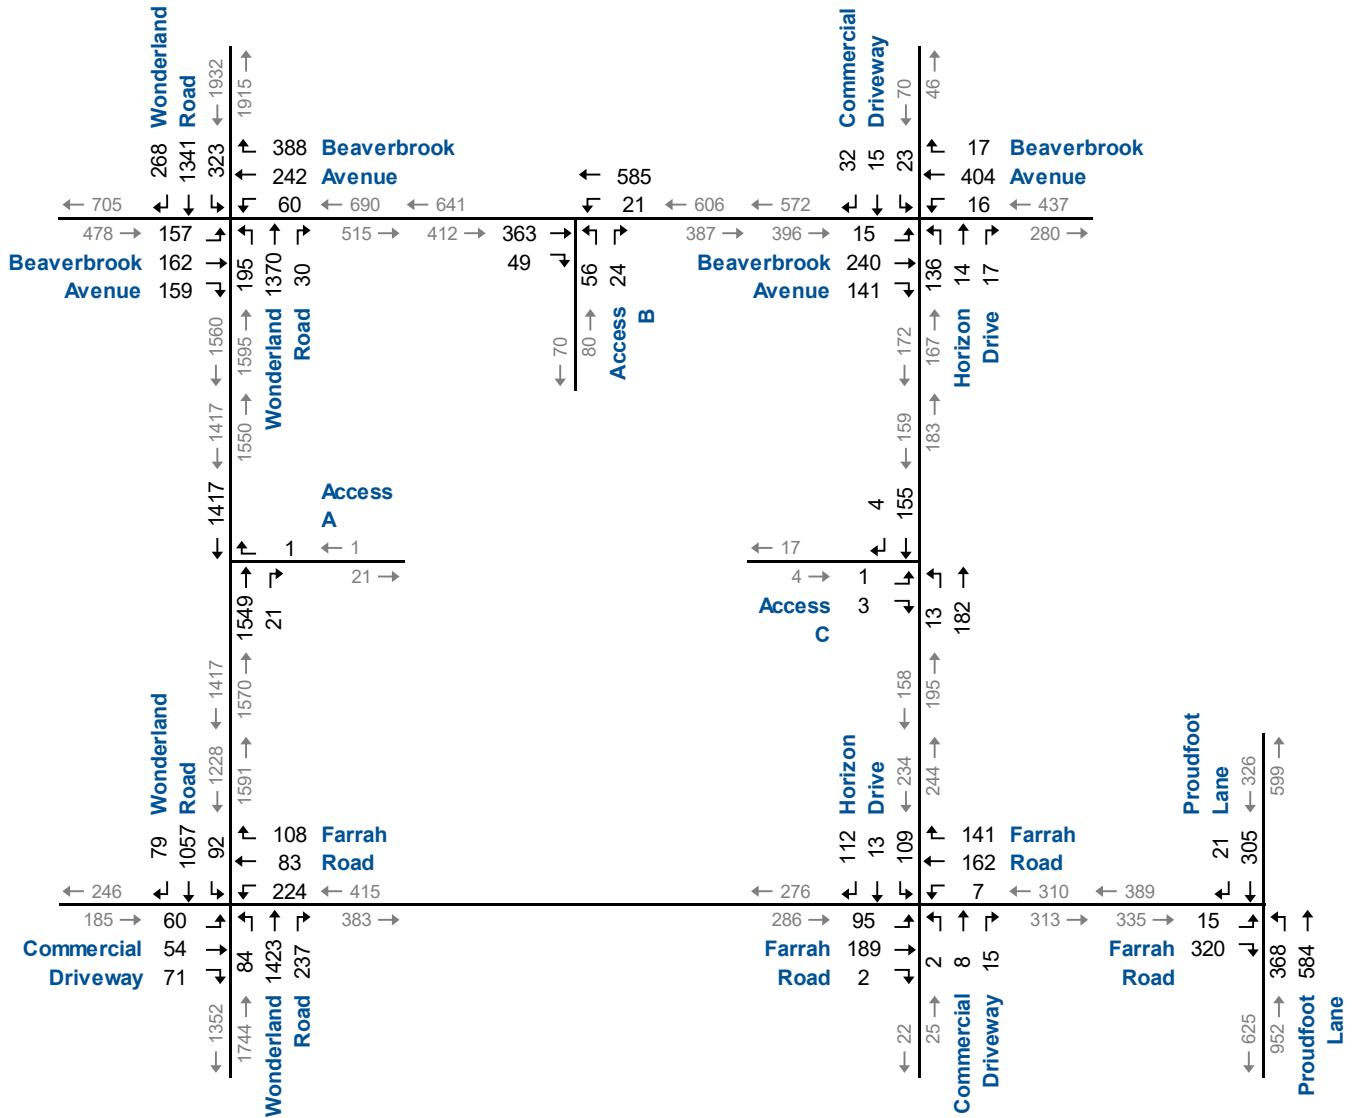 Wonderland
Road
← 1932
1915 →
Commercial
Driveway
← 70
46 →
268
1341
323
388 Beaverbrook
242 Avenue
60
← 690
← 641
← 705
478 →
157
Beaverbrook 162
Avenue 159
195
1370
30
Wonderland
Road
515 →
412 →
363
49
585
21
56
24
Access
B
← 70
80 →
← 606
← 572
387 →
396 →
32
15
23
17 Beaverbrook
404 Avenue
16
← 437
280 →
15
Beaverbrook 240
Avenue 141
136
14
17
Horizon
Drive
← 1560
1595 →
← 1417
1550 →
← 172
167 →
← 159
183 →
1417
Access
A
1
← 1
21 →
1549
21
4
155
← 17
4 →
1
Access 3
C
13
182
← 1417
1570 →
← 1228
1591 →
← 158
195 →
← 234
244 →
Wonderland
Road
79
1057
92
108 Farrah
83 Road
224
← 415
383 →
← 246
185 →
60
Commercial 54
Driveway 71
84
1423
237
Wonderland
Road
← 1352
1744 →
Horizon
Drive
112
13
109
141 Farrah
162 Road
7
← 310
← 389
← 276
286 →
95
Farrah 189
Road 2
2
8
15
Commercial
Driveway
← 22
25 →
313 →
335 →
Proudfoot
Lane
← 326
599 →
21
305
15
Farrah 320
Road
368
584
Proudfoot
Lane
← 625
952 →